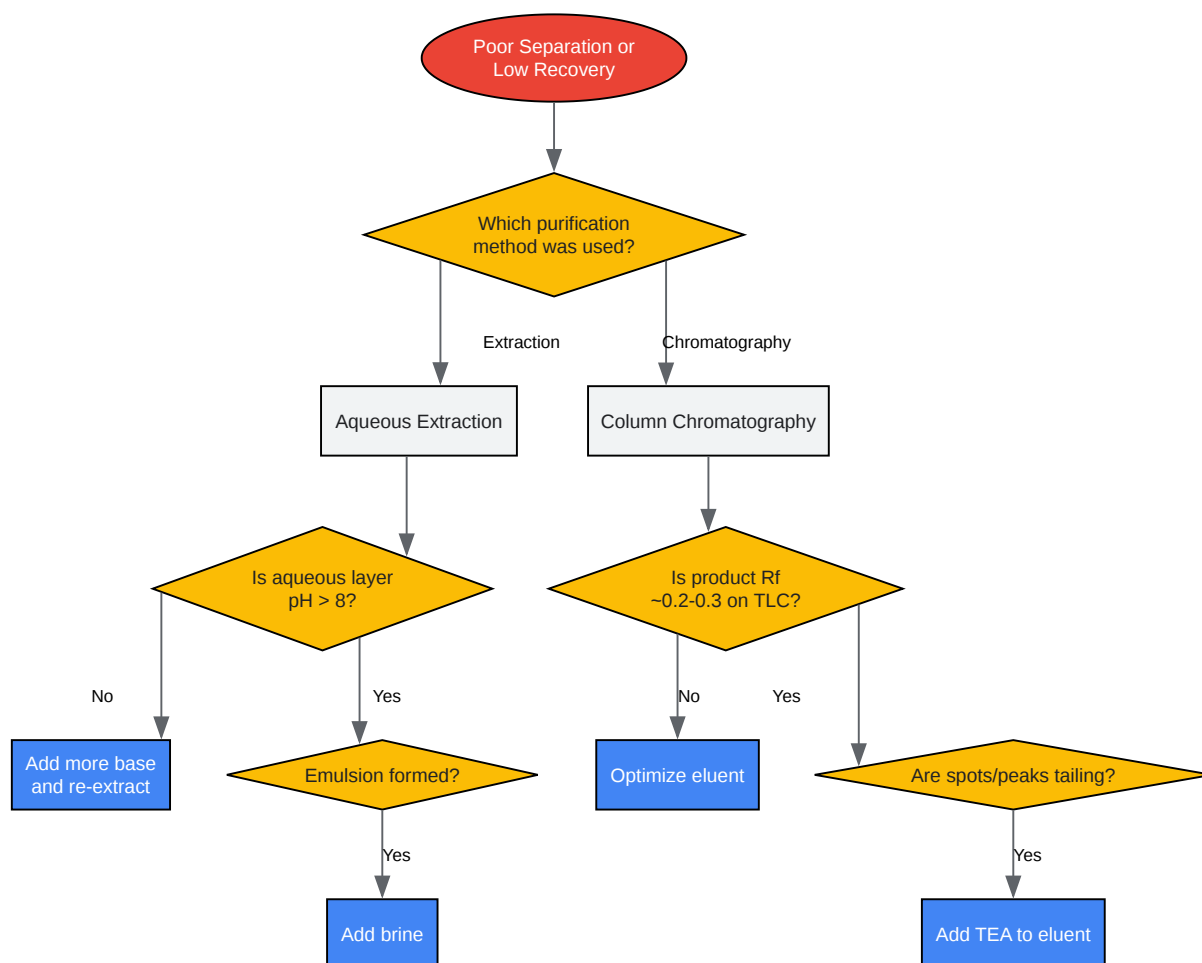 Poor Separation or
Low Recovery
Which purification
method was used?
Extraction
Chromatography
Aqueous Extraction
Column Chromatography
Is aqueous layer
pH > 8?
Is product Rf
~0.2-0.3 on TLC?
No
Yes
No
Yes
Add more base
and re-extract
Emulsion formed?
Optimize eluent
Are spots/peaks tailing?
Yes
Yes
Add brine
Add TEA to eluent